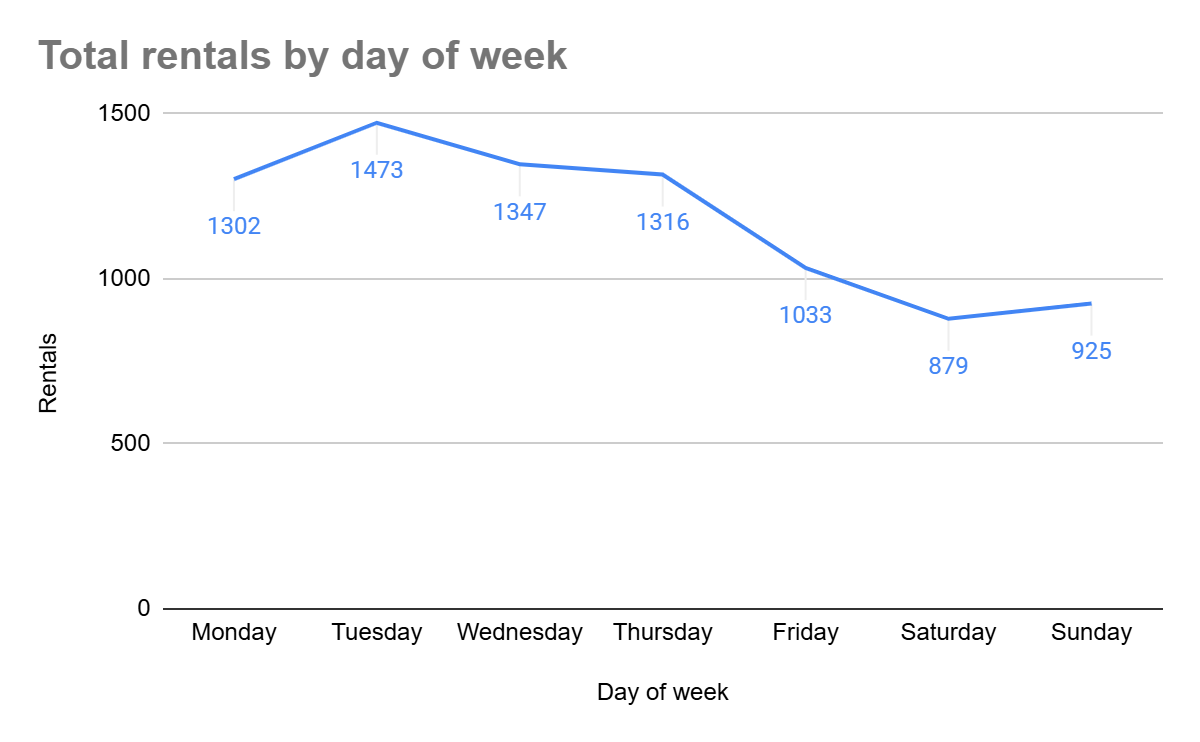 Total rentals by day of week
1500
1000
500
0
Rentals
1302
1473
1347
1316
1033
879
925
Monday
Tuesday
Wednesday
Thursday
Friday
Saturday
Sunday
Day of week